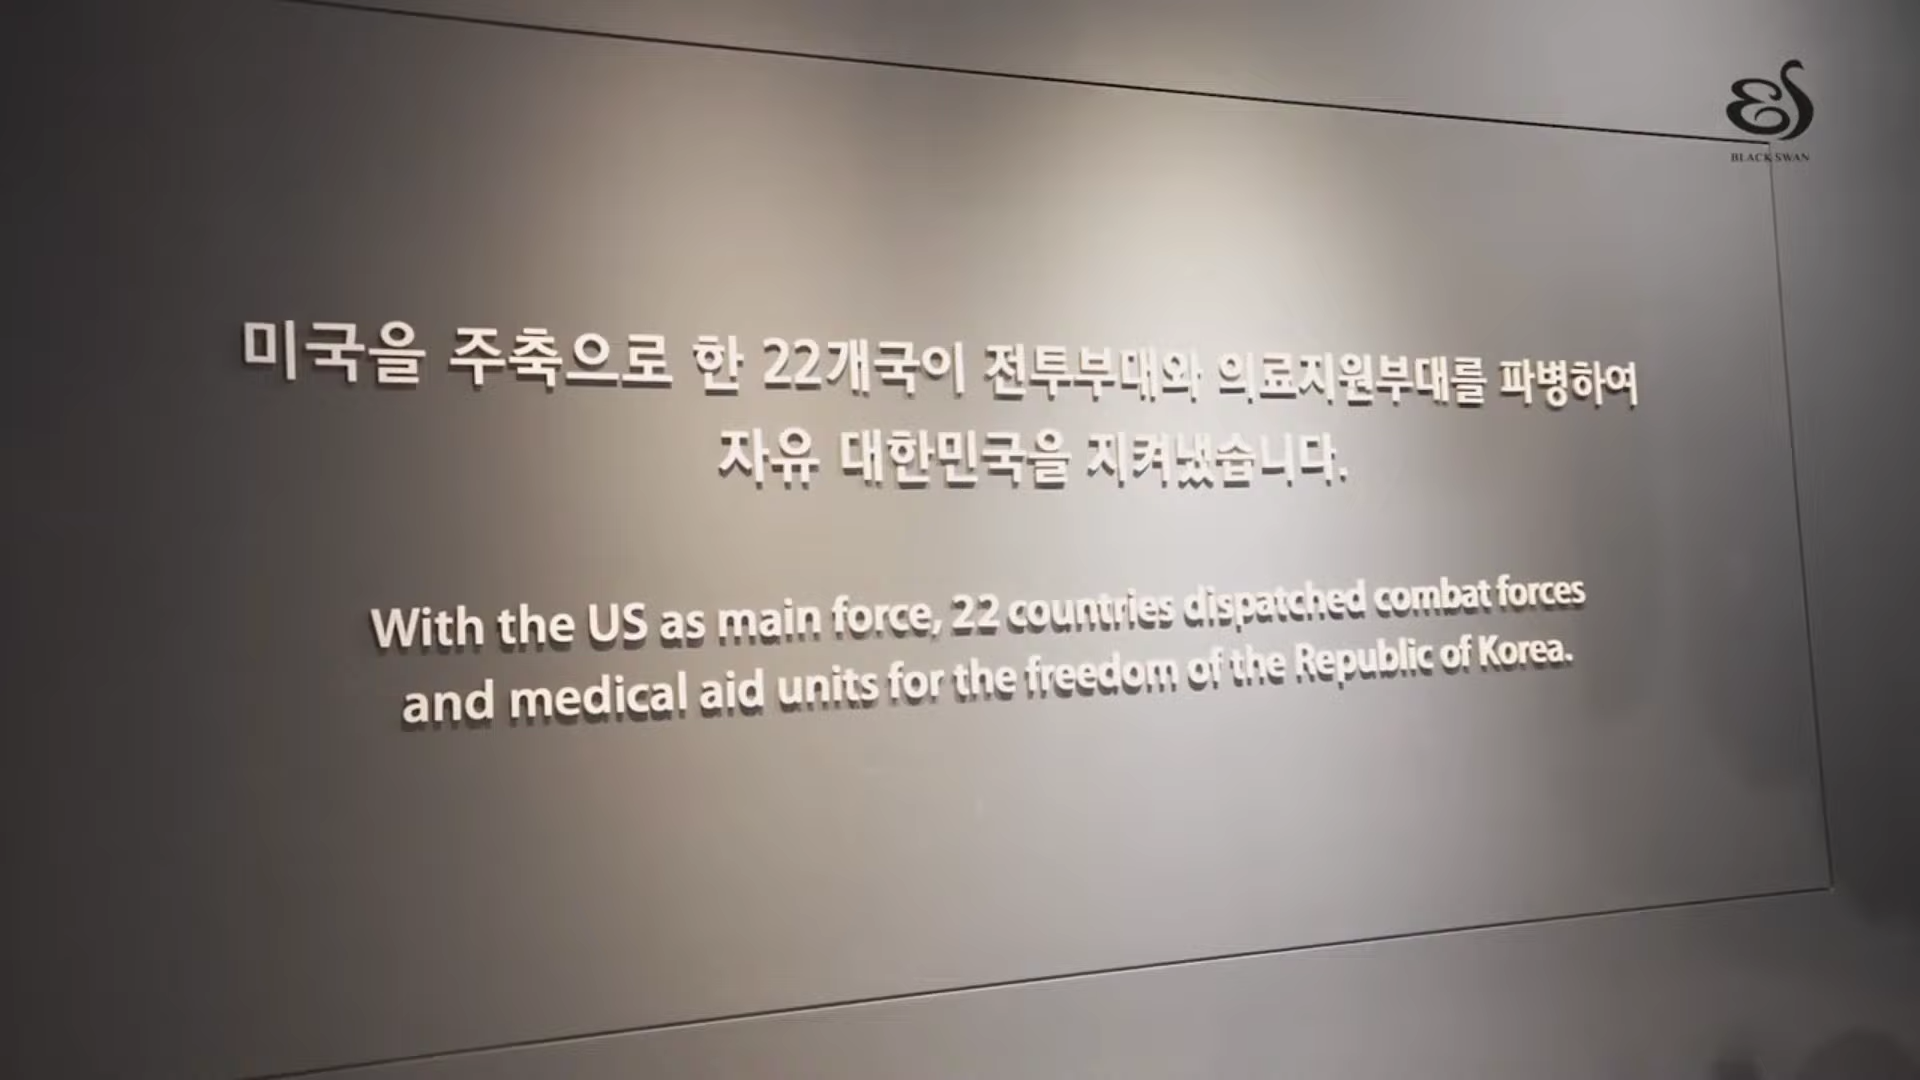 BLACK SWAN
미국을 주축으로 한 22개국이 전투부대와 의료지원부대를 파병하여
자유 대한민국을 지켜냈습니다.
With the US as main force, 22 countries dispatched combat forces
and medical aid units for the freedom of the Republic of Korea.